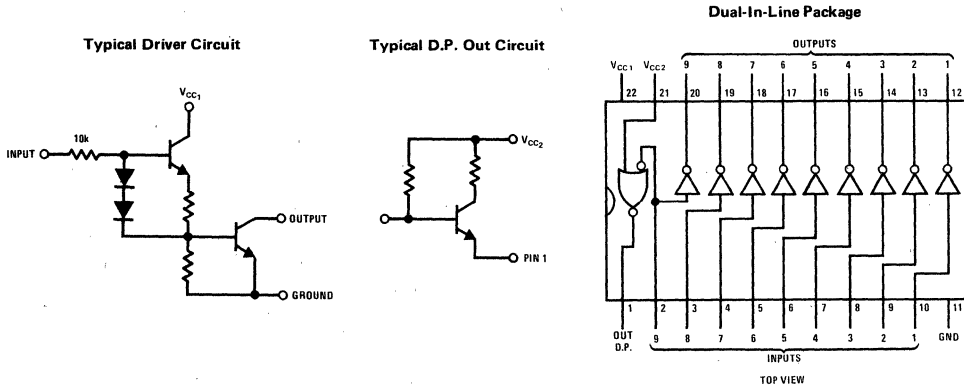 Typical Driver Circuit
VCC1
10k
INPUT
OUTPUT
GROUND
Typical D.P. Out Circuit
VCC2
PIN 1
Dual-In-Line Package
OUTPUTS
VCC1 VCC2 9 8 7 6 5 4 3 2 1
22 21 20 19 18 17 16 15 14 13 12
1 2 3 4 5 6 7 8 9 10 11
OUT D.P. 9 8 7 6 5 4 3 2 1 GND
INPUTS
TOP VIEW